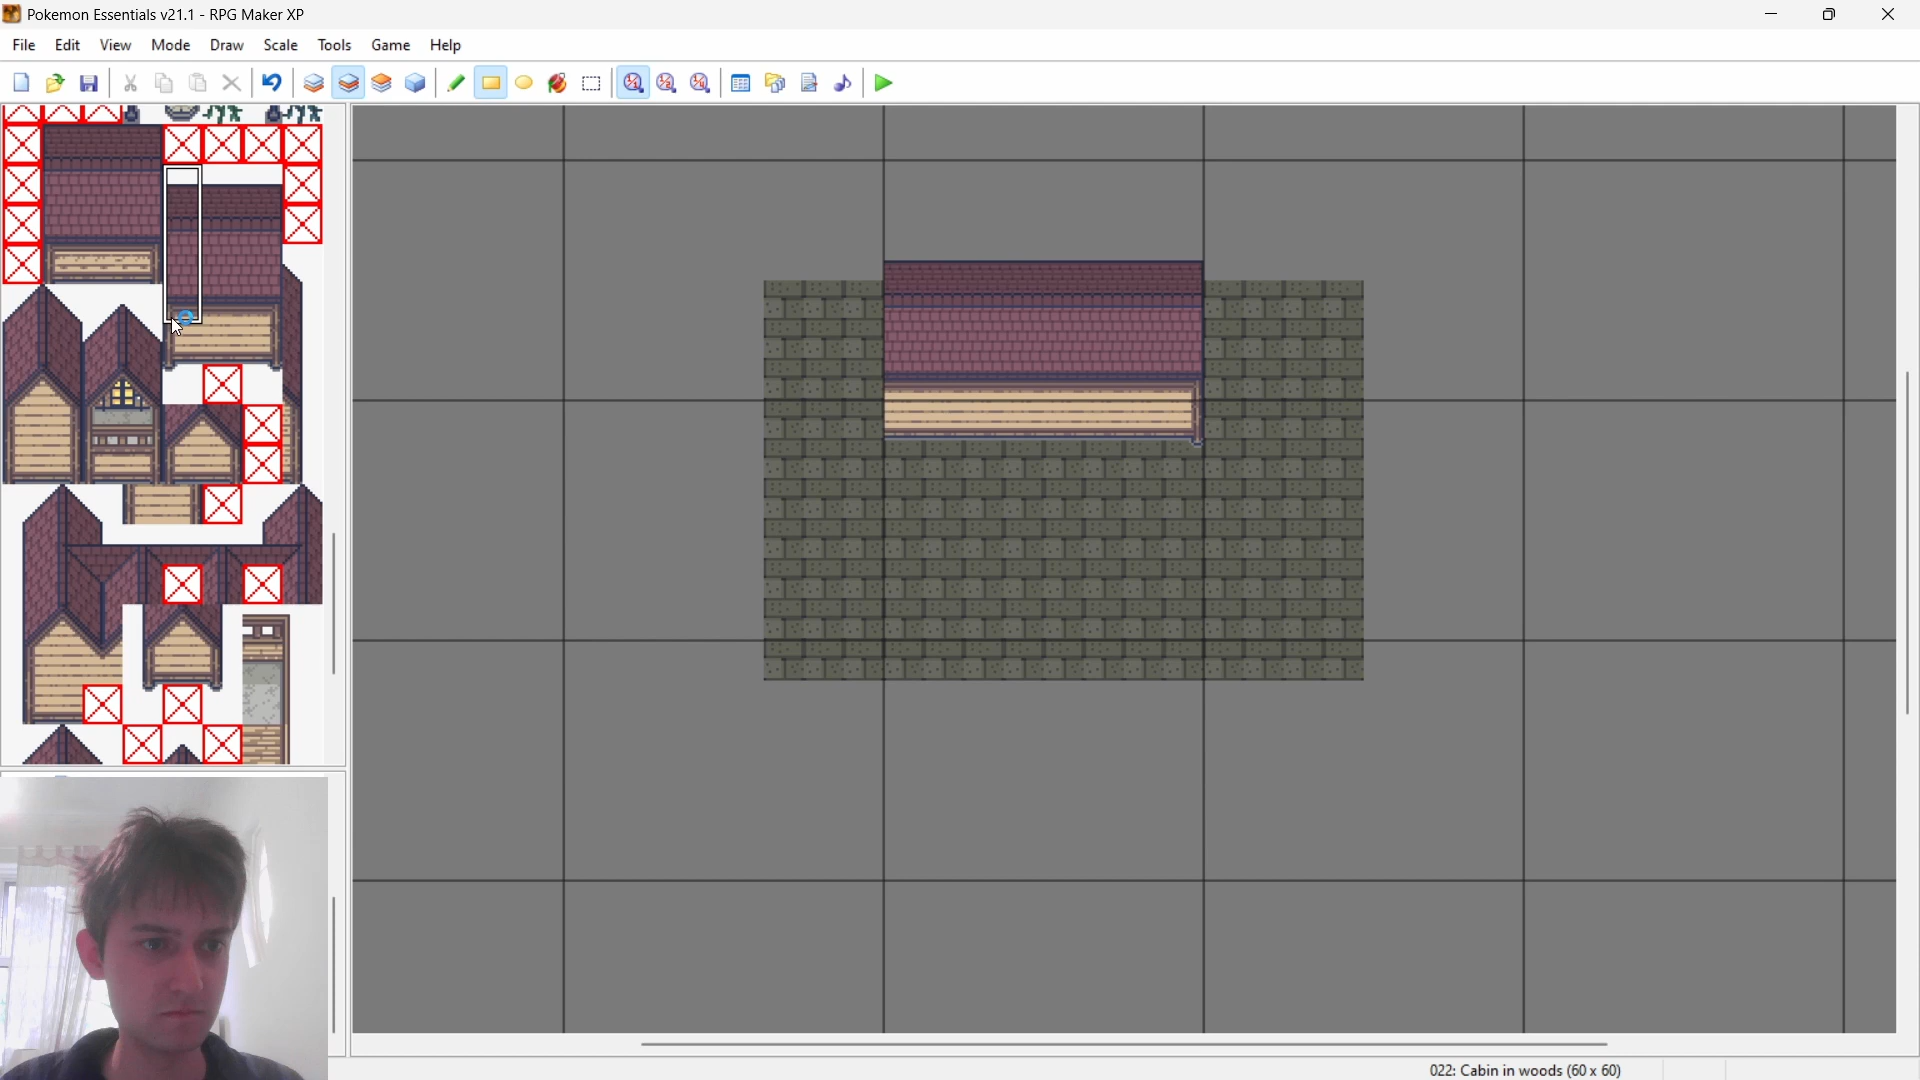 Pokemon Essentials v21.1 - RPG Maker XP
File Edit View Mode Draw Scale Tools Game Help
022: Cabin in woods (60 x 60)